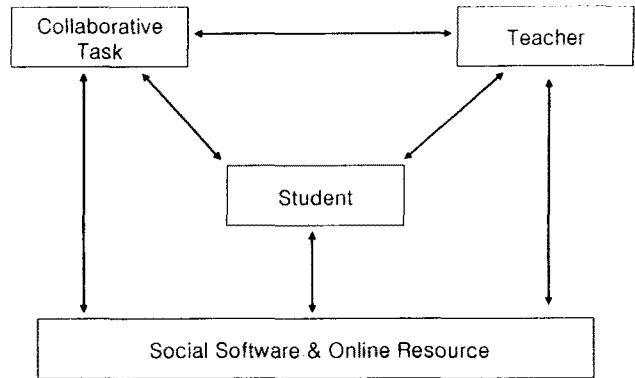 Collaborative
Task
Teacher
Student
Social Software & Online Resource